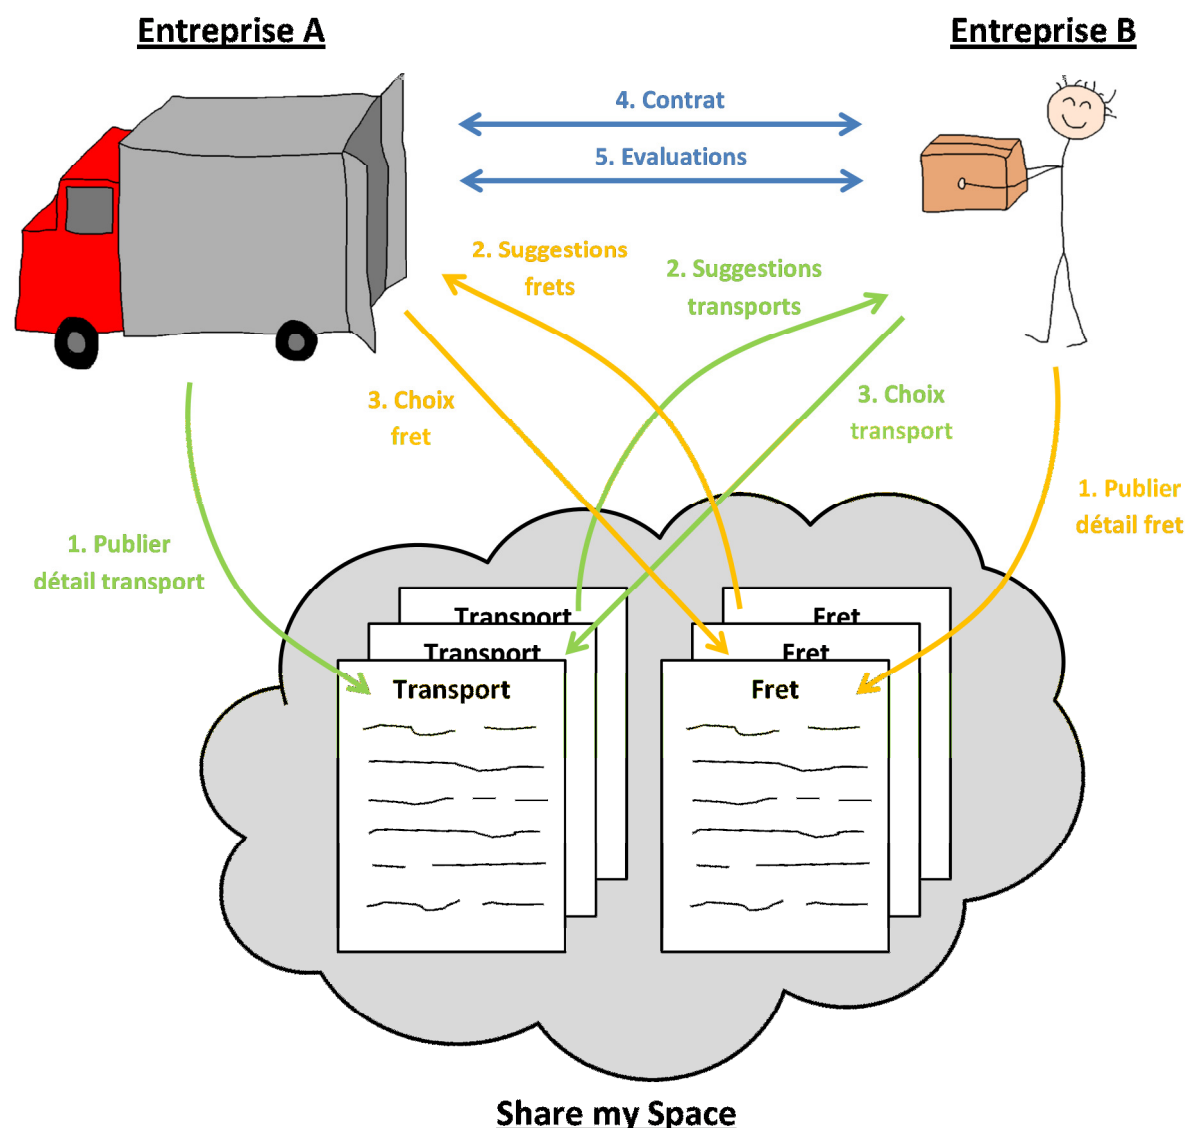 Entreprise A
Entreprise B
4. Contrat
5. Evaluations
2. Suggestions
frets
2. Suggestions
transports
3. Choix
fret
3. Choix
transport
1. Publier
détail transport
1. Publier
détail fret
Transport
Transport
Transport
Fret
Fret
Fret
Share my Space